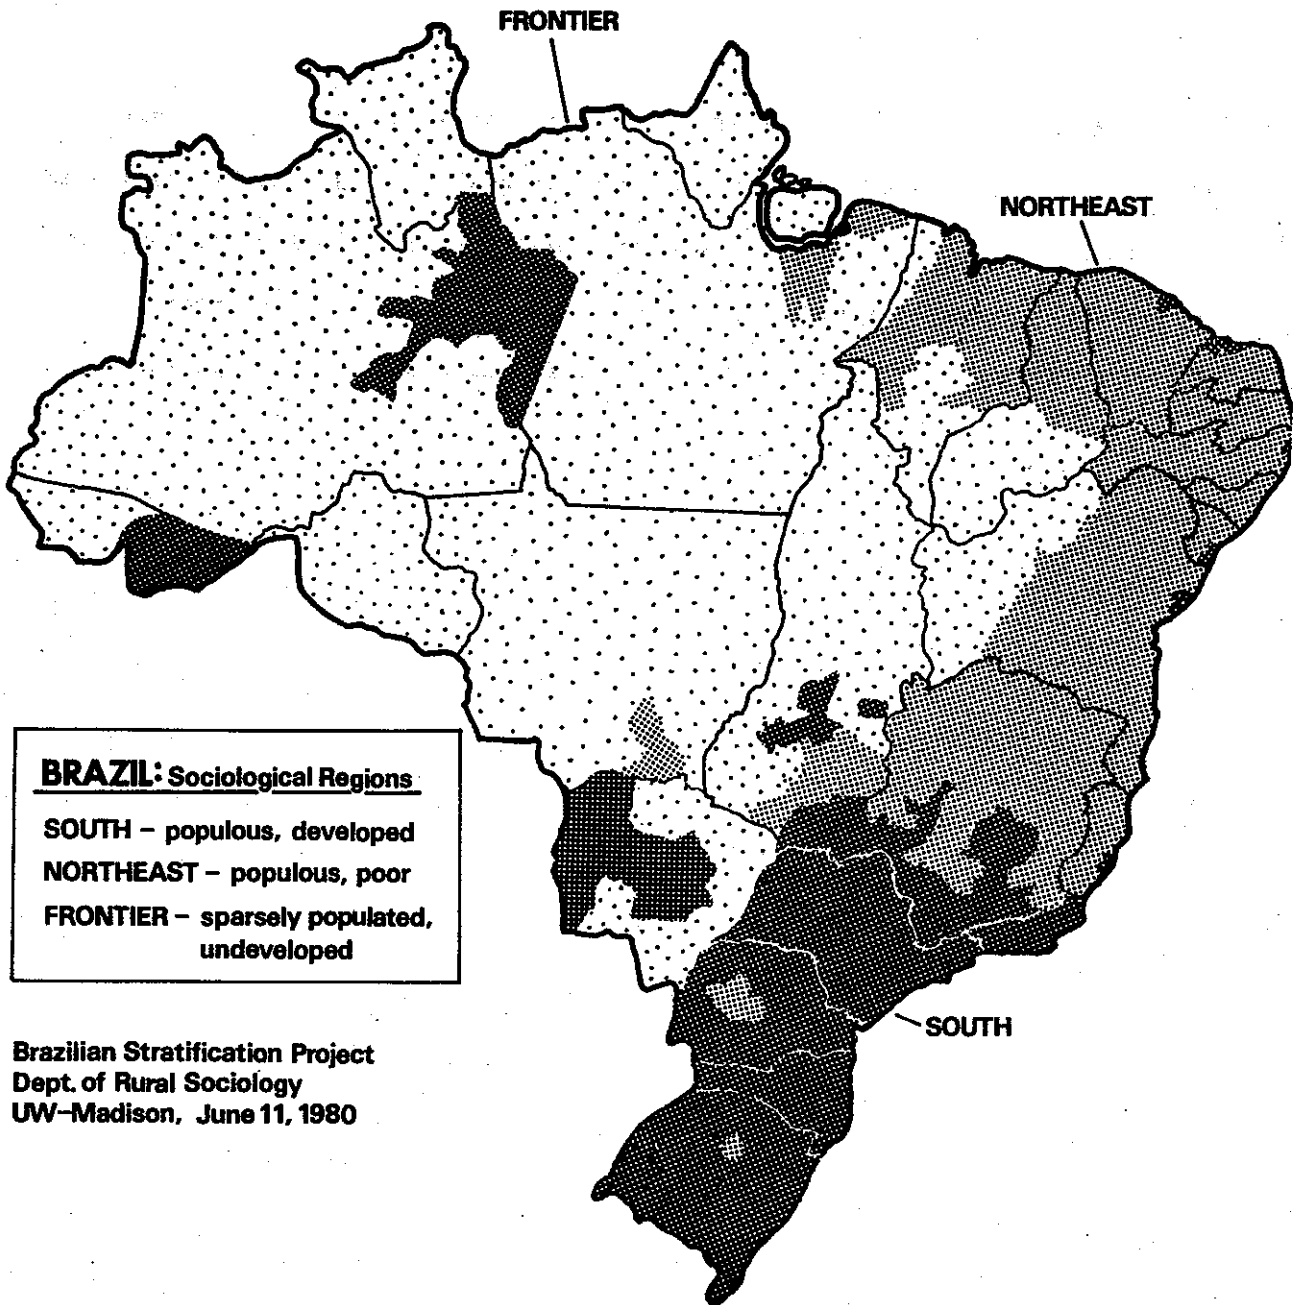 FRONTIER
NORTHEAST
BRAZIL: Sociological Regions
SOUTH – populous, developed
NORTHEAST – populous, poor
FRONTIER – sparsely populated,
undeveloped
SOUTH
Brazilian Stratification Project
Dept. of Rural Sociology
UW-Madison, June 11, 1980